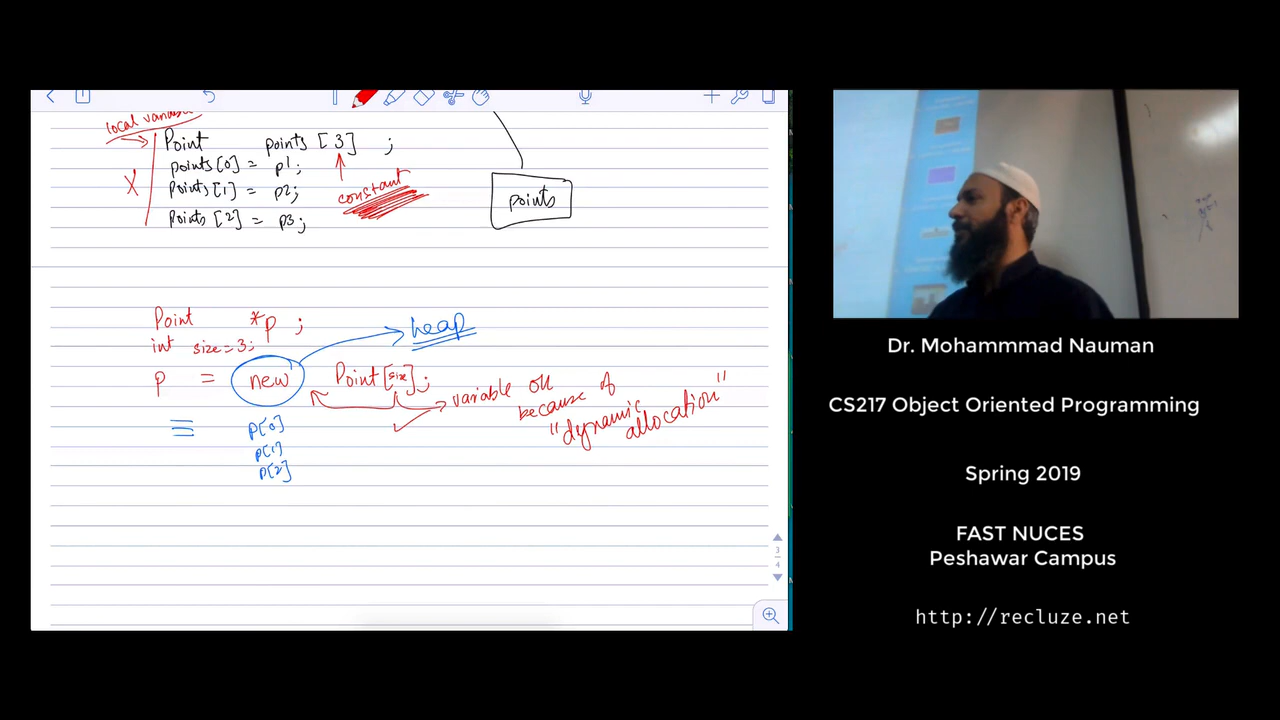 local variable
Point points [3] ;
points[0] = p1;
Points[1] = p2;
Points[2] = p3;
X
constant
points
Point *p ;
int size=3;
p = new Point[size];
heap
variable ok
because of
"dynamic
allocation"
≡ p[0]
p[1]
p[2]
3
4
Dr. Mohammmad Nauman
CS217 Object Oriented Programming
Spring 2019
FAST NUCES
Peshawar Campus
http://recluze.net